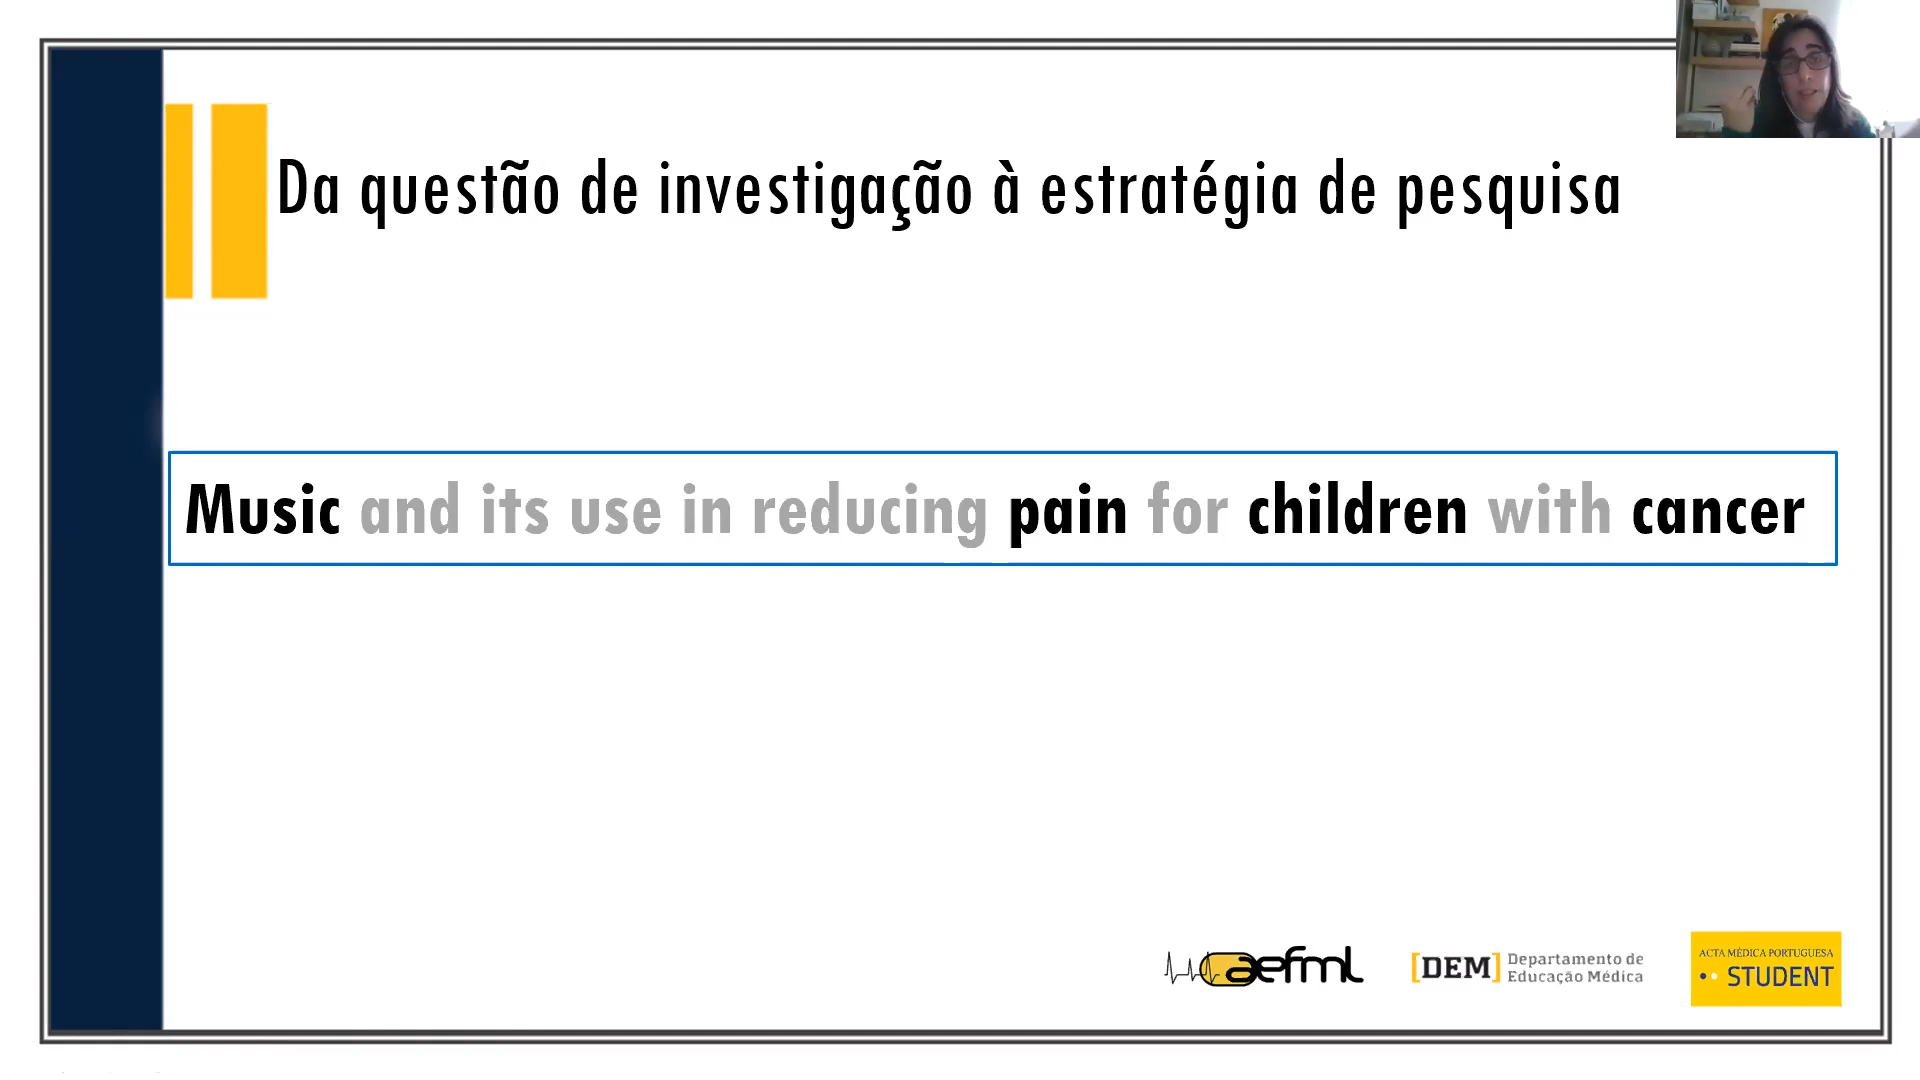 Da questão de investigação à estratégia de pesquisa
Music and its use in reducing pain for children with cancer
aefml
[DEM] Departamento de
Educação Médica
ACTA MÉDICA PORTUGUESA
STUDENT